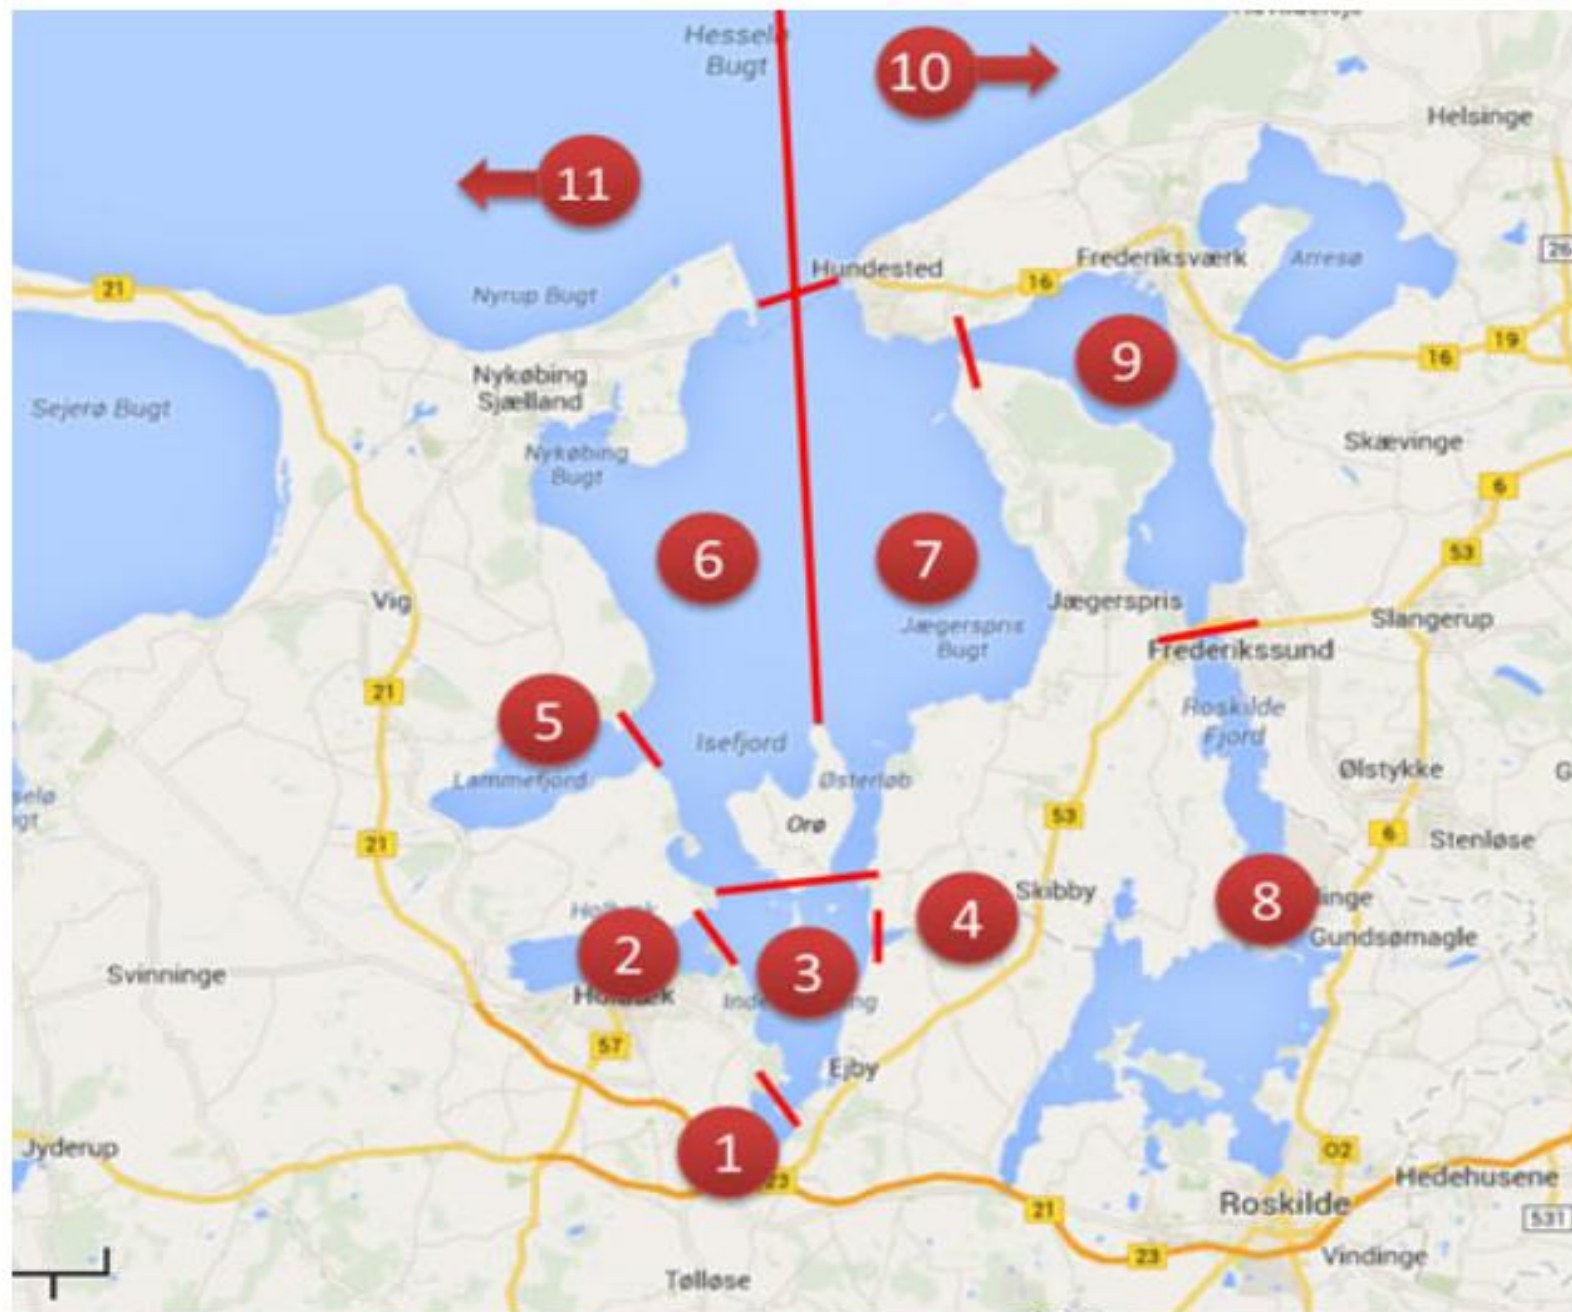 Hesselø
Bugt
10
11
Helsinge
Hundested
Frederiksværk
Arresø
26
21
16
Nyrup Bugt
19
16
9
Nykøbing
Sjælland
Sejerø Bugt
Nykøbing
Bugt
Skævinge
6
53
6
7
Vig
Jægerspris
Slangerup
Jægerspris
Bugt
Frederikssund
21
5
Roskilde
Fjord
Isefjord
Lammefjord
Østerløb
Ølstykke
53
Orø
6
21
Stenløse
Skibby
8
linge
4
2
Gundsømagle
Svinninge
3
57
Ejby
Jyderup
1
O2
23
Hedehusene
Roskilde
21
531
23
Vindinge
Tølløse